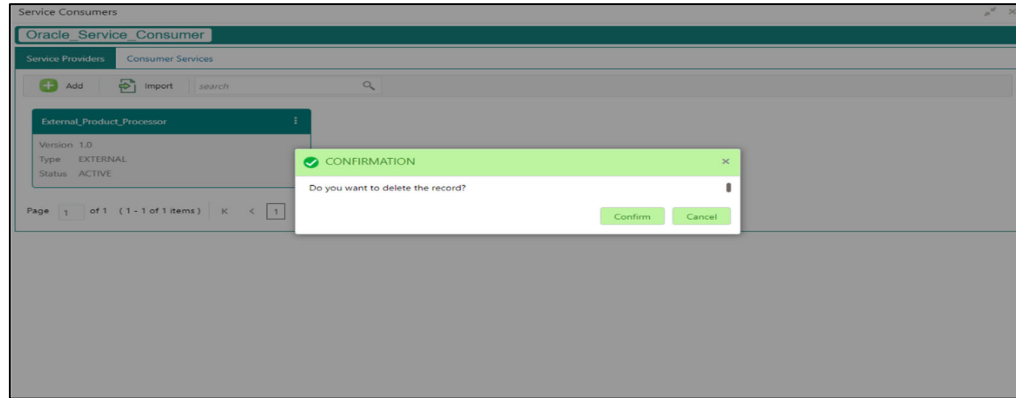 Service Consumers
Oracle_Service_Consumer
Service Providers Consumer Services
Add Import search
External_Product_Processor
Version 1.0
Type EXTERNAL
Status ACTIVE
CONFIRMATION
Do you want to delete the record?
Confirm Cancel
Page 1 of 1 ( 1 - 1 of 1 items ) K < 1